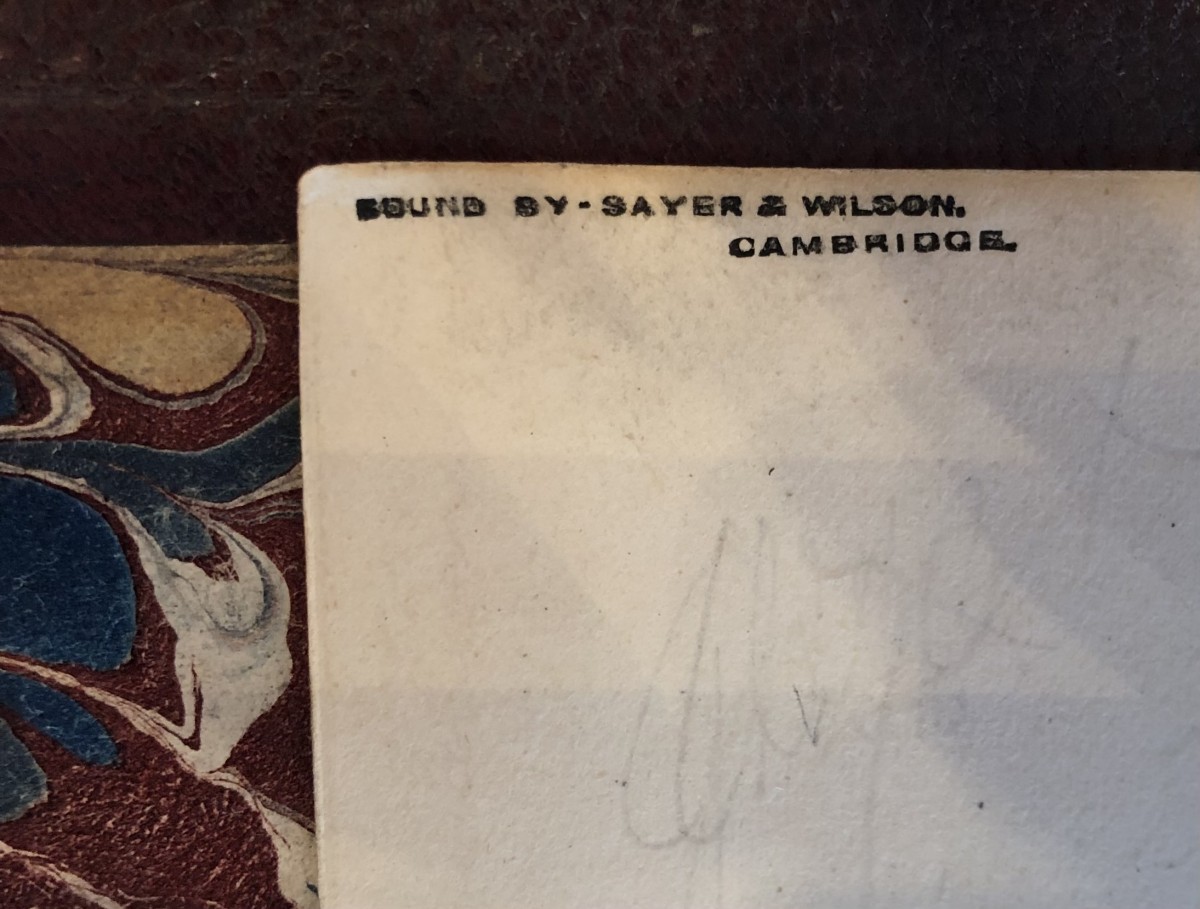 BOUND BY - SAYER & WILSON.
CAMBRIDGE.